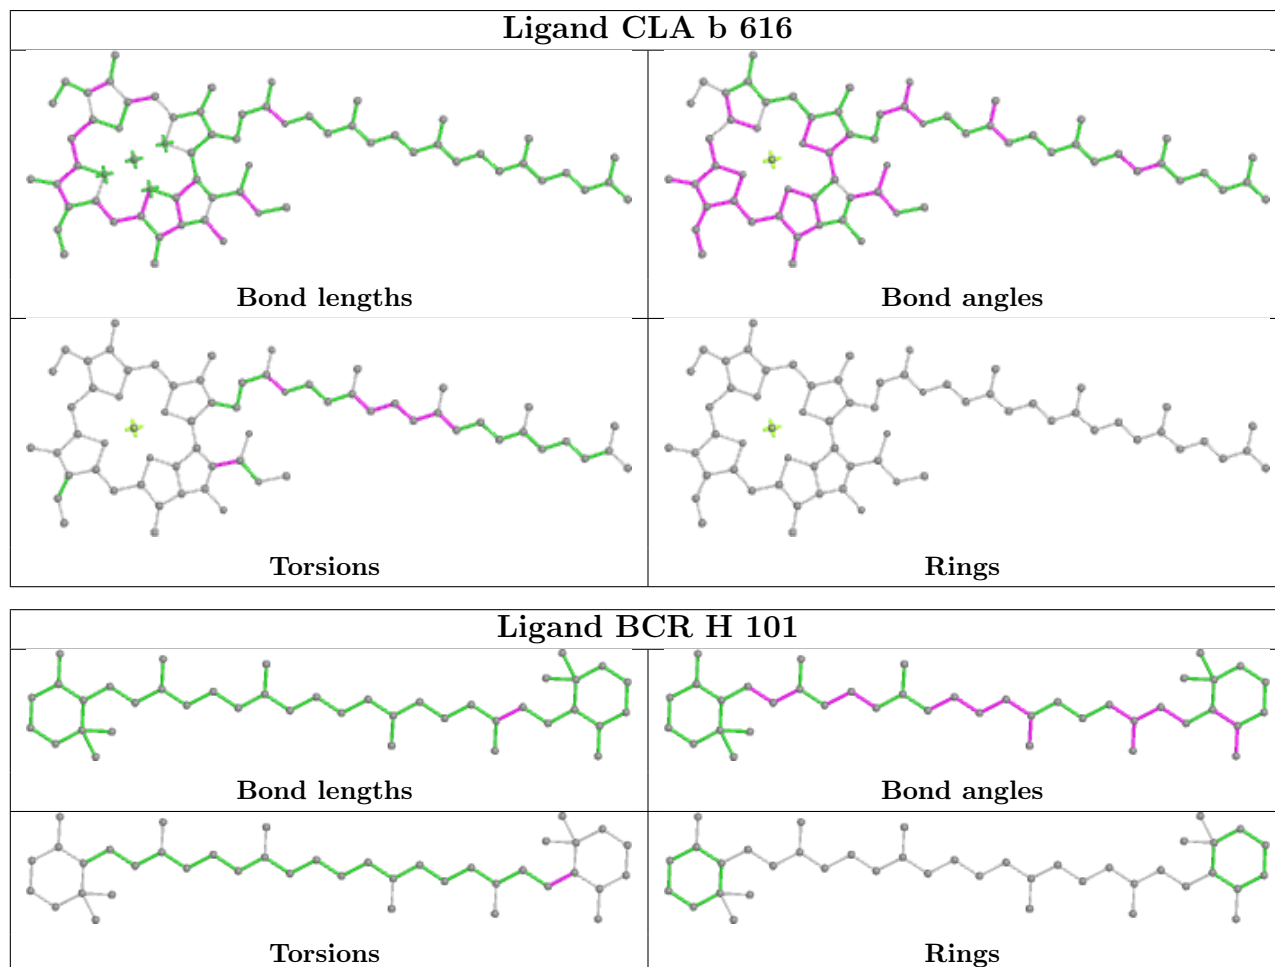 Ligand CLA b 616
Bond lengths
Bond angles
Torsions
Rings
Ligand BCR H 101
Bond lengths
Bond angles
Torsions
Rings